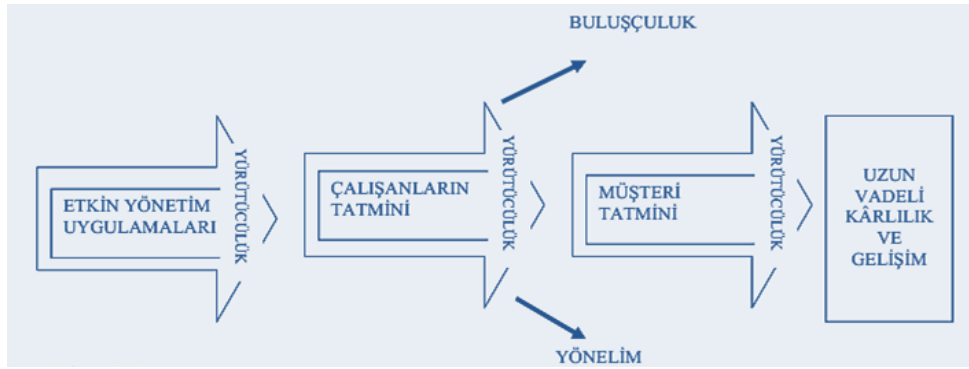 BULUŞÇULUK
ETKİN YÖNETİM
UYGULAMALARI
YÜRÜTÜCÜLÜK
ÇALIŞANLARIN
TATMİNİ
YÜRÜTÜCÜLÜK
MÜŞTERİ
TATMİNİ
YÜRÜTÜCÜLÜK
UZUN
VADELİ
KÂRLILIK
VE
GELİŞİM
YÖNELİM